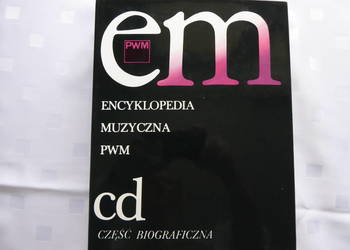 em
PWM
ENCYKLOPEDIA
MUZYCZNA
PWM
cd
CZĘŚĆ BIOGRAFICZNA